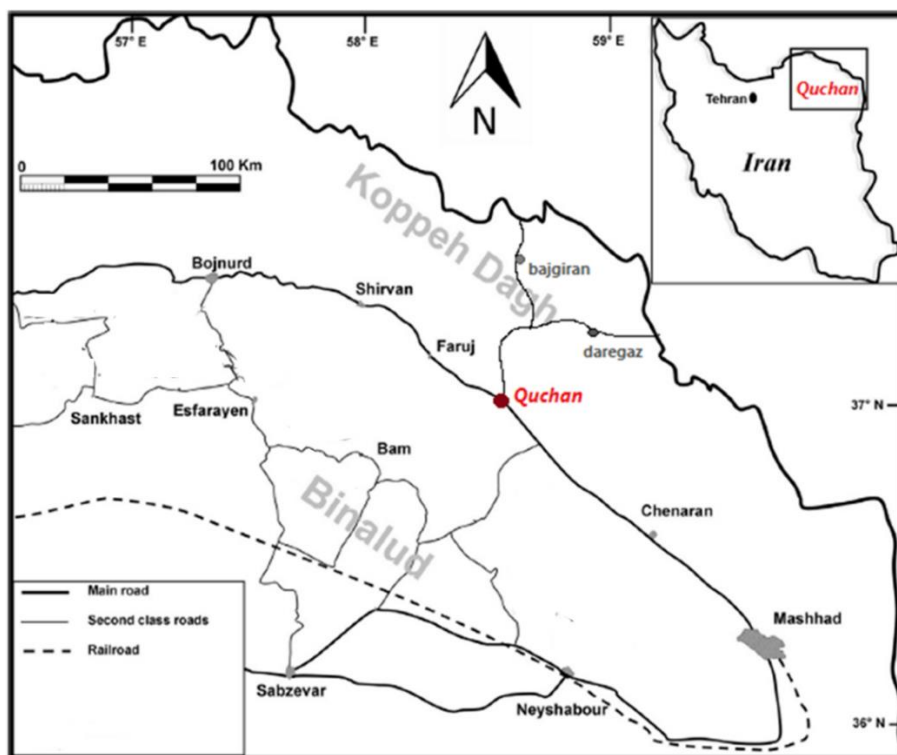 57° E
58° E
59° E
N
0
100 Km
Tehran
Quchan
Iran
Koppeh Dagh
Bojnurd
bajgiran
Shirvan
Faruj
daregaz
Quchan
37° N
Sankhast
Esfarayen
Bam
Binalud
Chenaran
Main road
Second class roads
Railroad
Mashhad
Sabzevar
Neyshabour
36° N